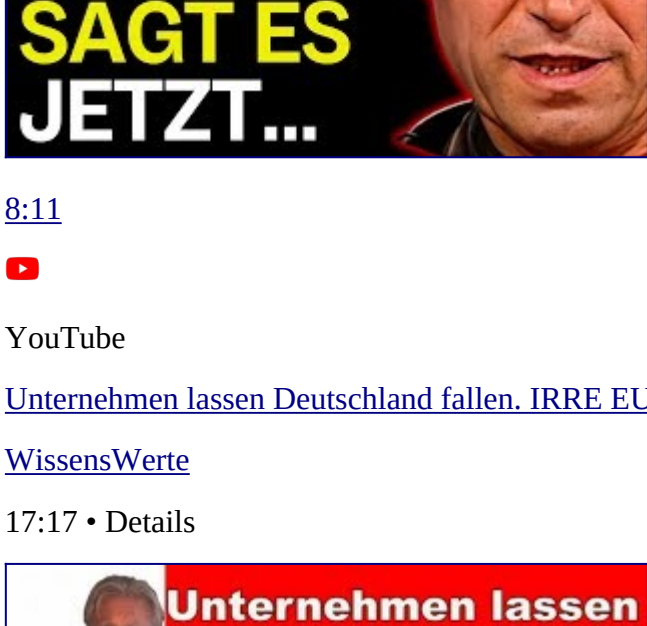 SAGT ES
JETZT...
8:11
YouTube
Unternehmen lassen Deutschland fallen. IRRE EU
WissensWerte
17:17 • Details
Unternehmen lassen